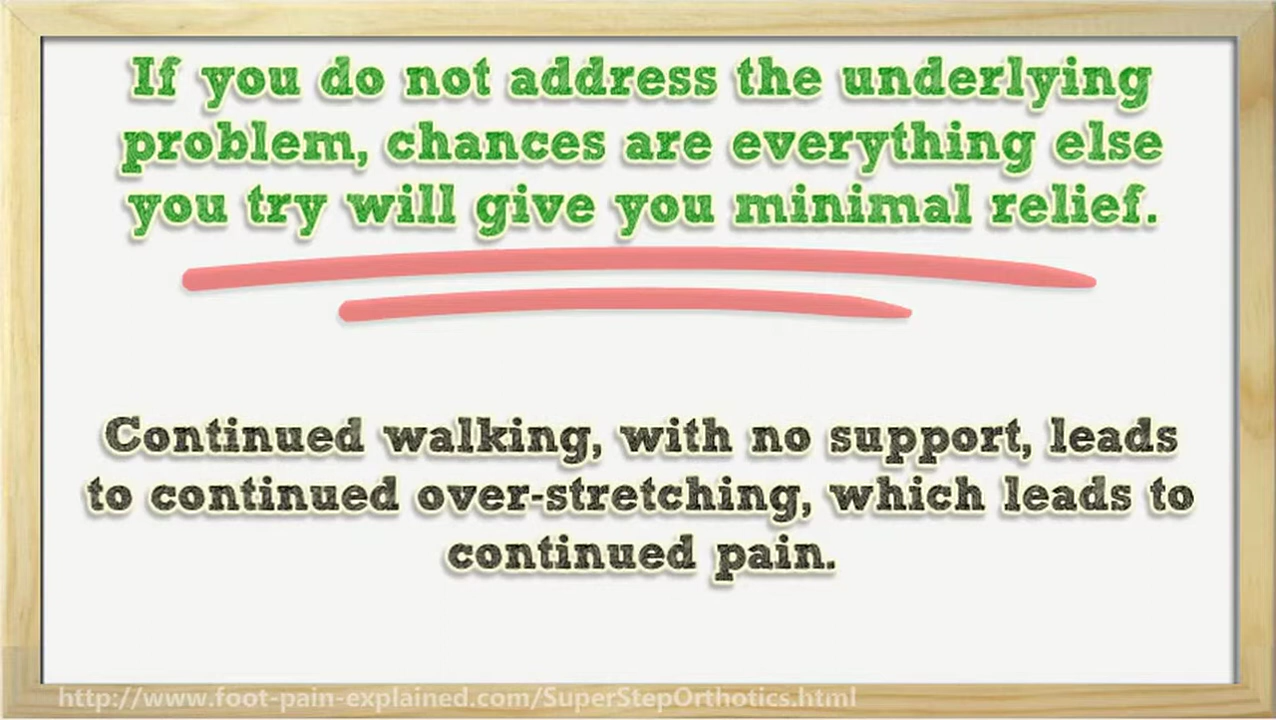 If you do not address the underlying
problem, chances are everything else
you try will give you minimal relief.
Continued walking, with no support, leads
to continued over-stretching, which leads to
continued pain.
http://www.foot-pain-explained.com/SuperStepOrthotics.html